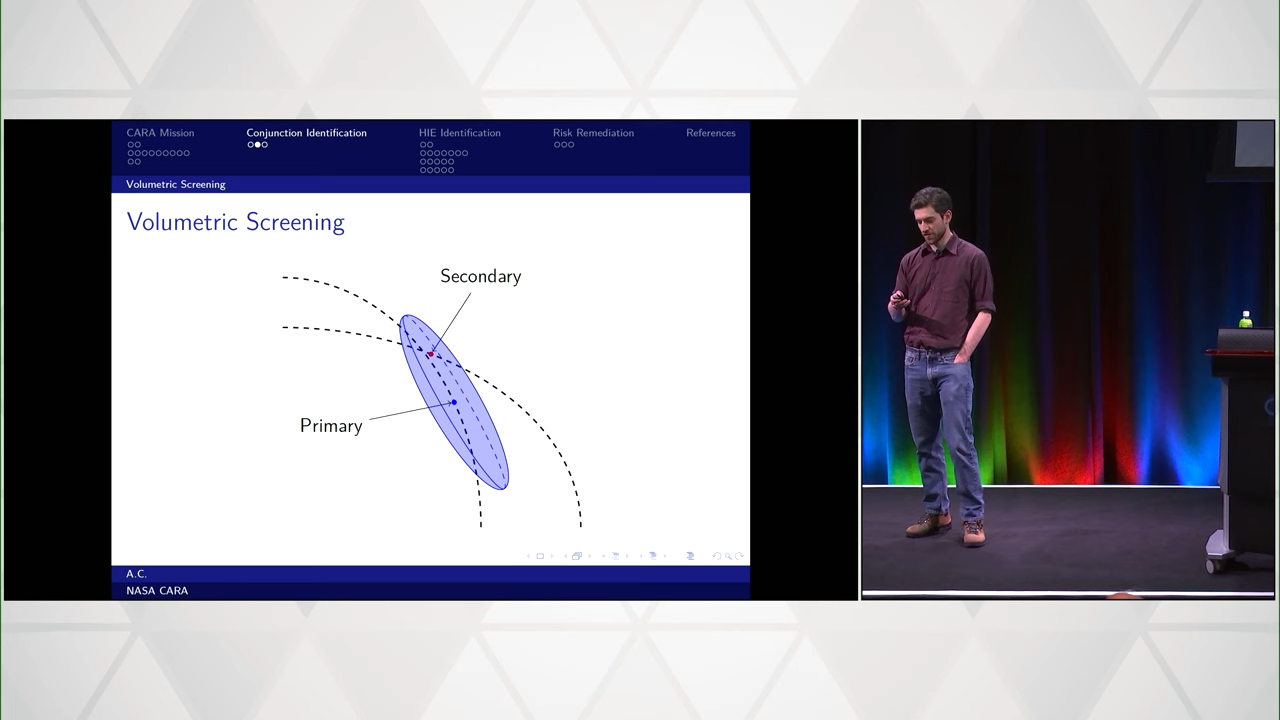 CARA Mission
Conjunction Identification
HIE Identification
Risk Remediation
References
Volumetric Screening
Volumetric Screening
Secondary
Primary
A.C.
NASA CARA